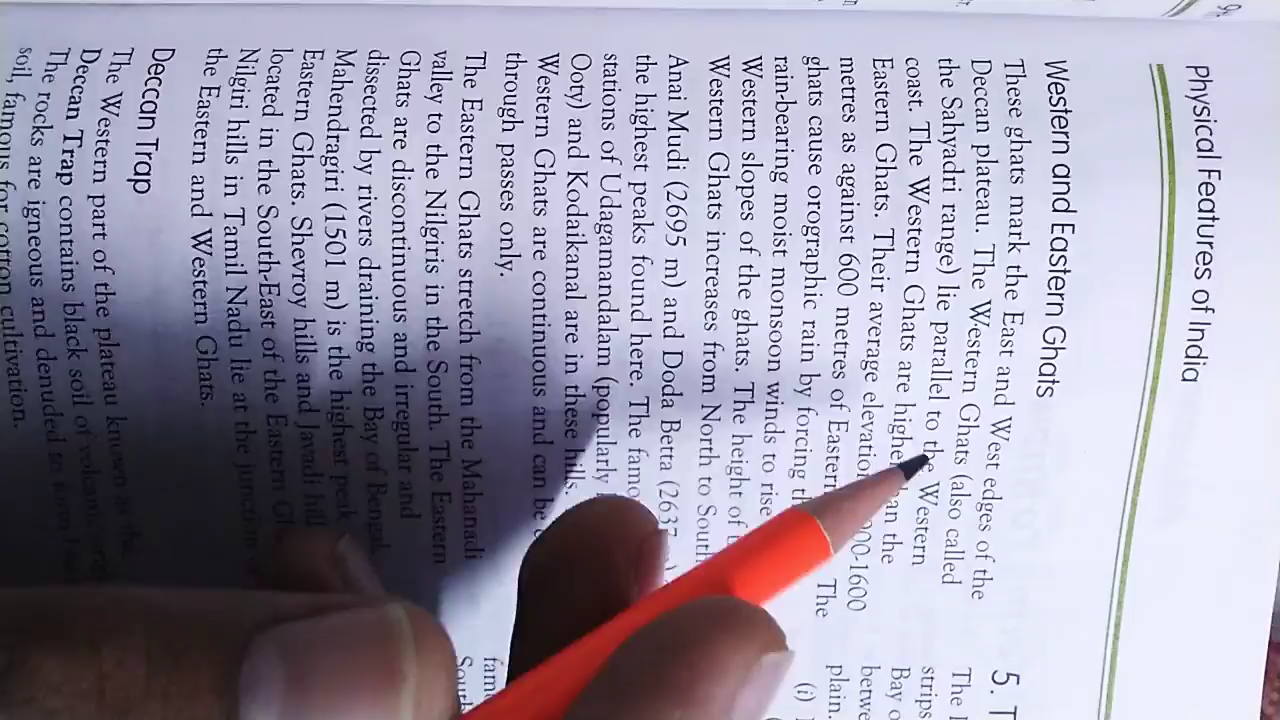 Physical Features of India
Western and Eastern Ghats
These ghats mark the East and West edges of the
Deccan plateau. The Western Ghats (also called
the Sahyadri range) lie parallel to the Western
coast. The Western Ghats are higher than the
Eastern Ghats. Their average elevation 00-1600
metres as against 600 metres of Eastern The
ghats cause orographic rain by forcing
rain-bearing moist monsoon winds to rise
Western slopes of the ghats. The height of
Western Ghats increases from North to South
Anai Mudi (2695 m) and Doda Betta (2637
the highest peaks found here. The
stations of Udagamandalam (popularly
Ooty) and Kodaikanal are in these hills.
Western Ghats are continuous and can be
through passes only.
The Eastern Ghats stretch from the Mahanadi
valley to the Nilgiris in the South. The Eastern
Ghats are discontinuous and irregular and
dissected by rivers draining the Bay of Bengal
Mahendragiri (1501 m) is the highest peak
Eastern Ghats. Shevroy hills and Javadi
located in the South-East of the Eastern
Nilgiri hills in Tamil Nadu lie at the junction
the Eastern and Western Ghats.
Deccan Trap
The Western part of the plateau known as the
Deccan Trap contains black soil of volcanic
The rocks are igneous and denuded
soil, famous for cotton cultivation.
5. T
The
strips
Bay o
betwe
plain.
(i)
fam
South